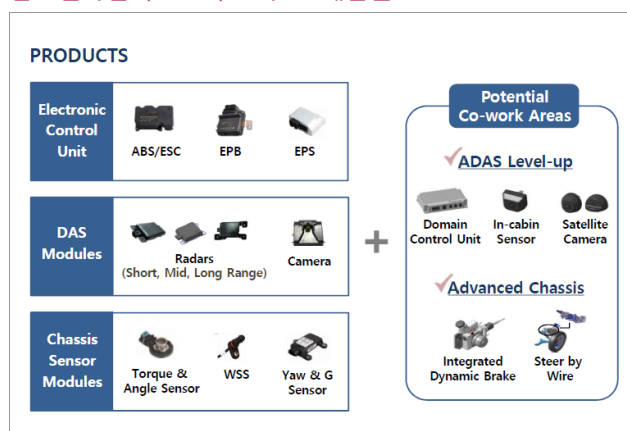 PRODUCTS
Electronic
Control
Unit
ABS/ESC
EPB
EPS
DAS
Modules
Radars
(Short, Mid, Long Range)
Camera
Chassis
Sensor
Modules
Torque &
Angle Sensor
WSS
Yaw & G
Sensor
+
Potential
Co-work Areas
ADAS Level-up
Domain
Control Unit
In-cabin
Sensor
Satellite
Camera
Advanced Chassis
Integrated
Dynamic Brake
Steer by
Wire